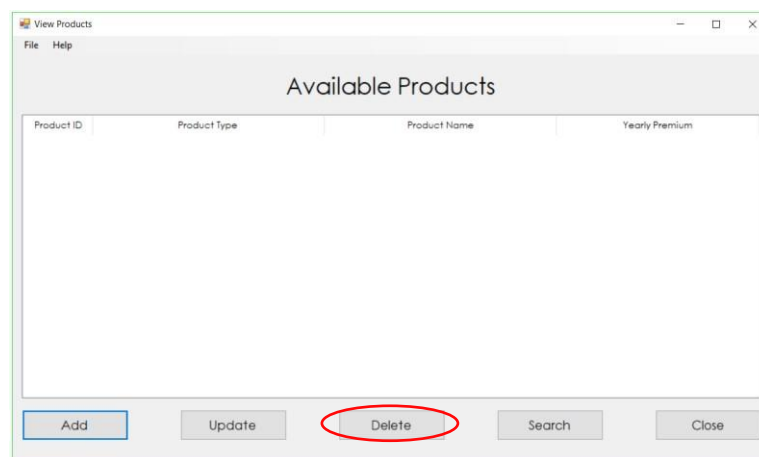 View Products
File Help
Available Products
Product ID Product Type Product Name Yearly Premium
Add Update Delete Search Close